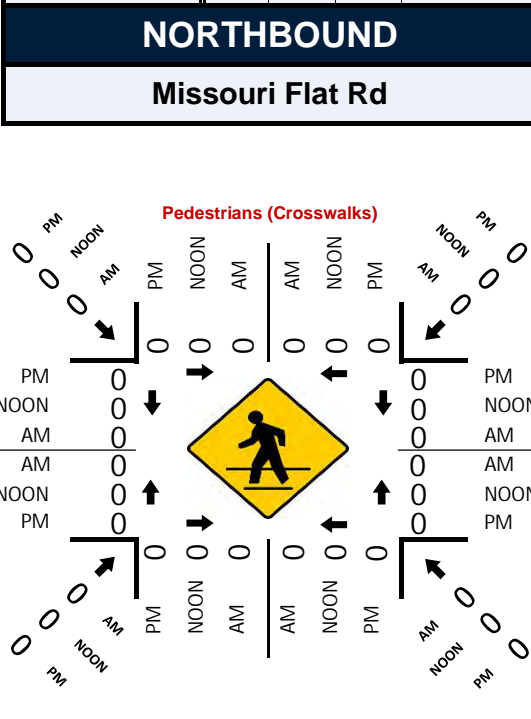 NORTHBOUND
Missouri Flat Rd
Pedestrians (Crosswalks)
PM NOON AM
0 0 0
PM NOON AM AM NOON PM
0 0 0 0 0 0
PM NOON AM
0 0 0
PM 0 0 PM
NOON 0 0 NOON
AM 0 0 AM
AM 0 0 AM
NOON 0 0 NOON
PM 0 0 PM
0 0 0 0 0 0
PM NOON AM AM NOON PM
0 0 0
AM NOON PM
0 0 0
AM NOON PM